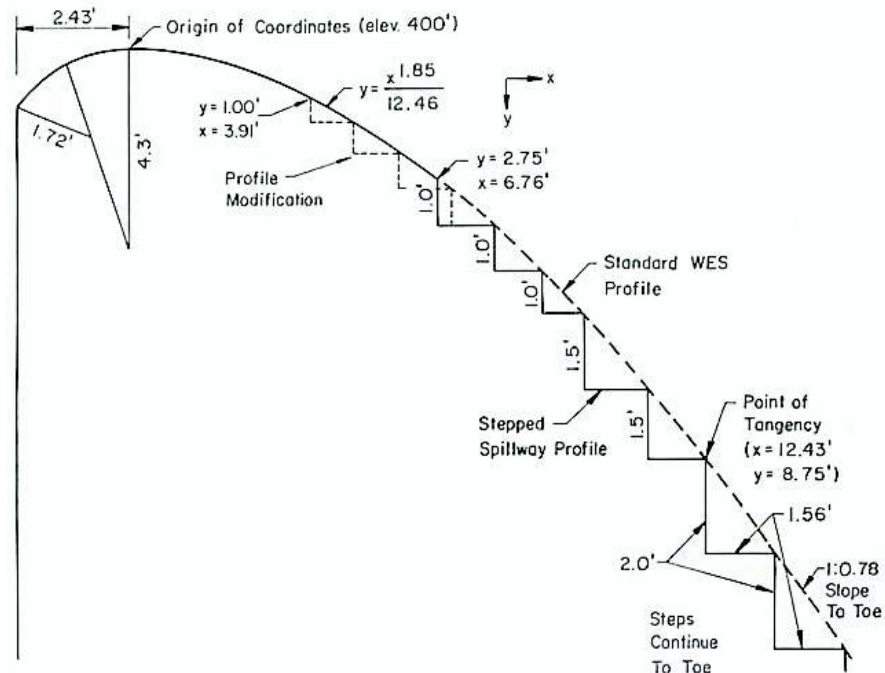 2.43'
Origin of Coordinates (elev. 400')
y = x^1.85 / 12.46
x
y
y = 1.00'
x = 3.91'
1.72'
4.3'
Profile
Modification
y = 2.75'
x = 6.76'
1.0'
1.0'
1.0'
Standard WES
Profile
1.5'
Stepped
Spillway Profile
1.5'
Point of
Tangency
(x = 12.43'
y = 8.75')
1.56'
2.0'
1:0.78
Slope
To Toe
Steps
Continue
To Toe